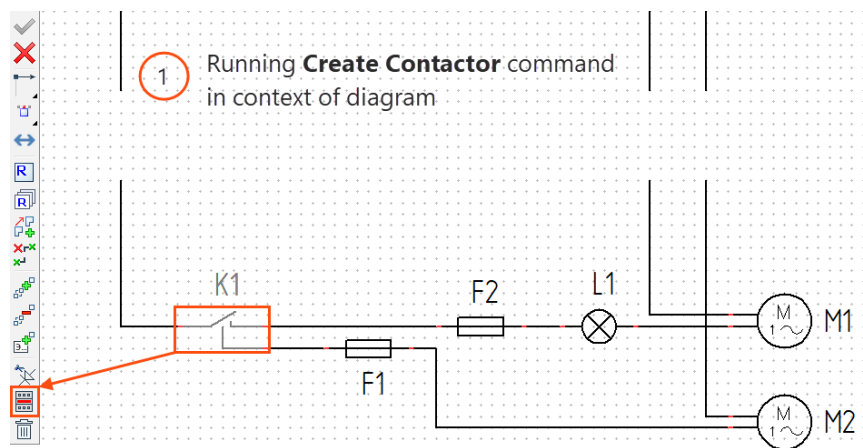 1
Running Create Contactor command
in context of diagram
R
R
K1
F2
L1
M
1
M1
F1
M
1
M2